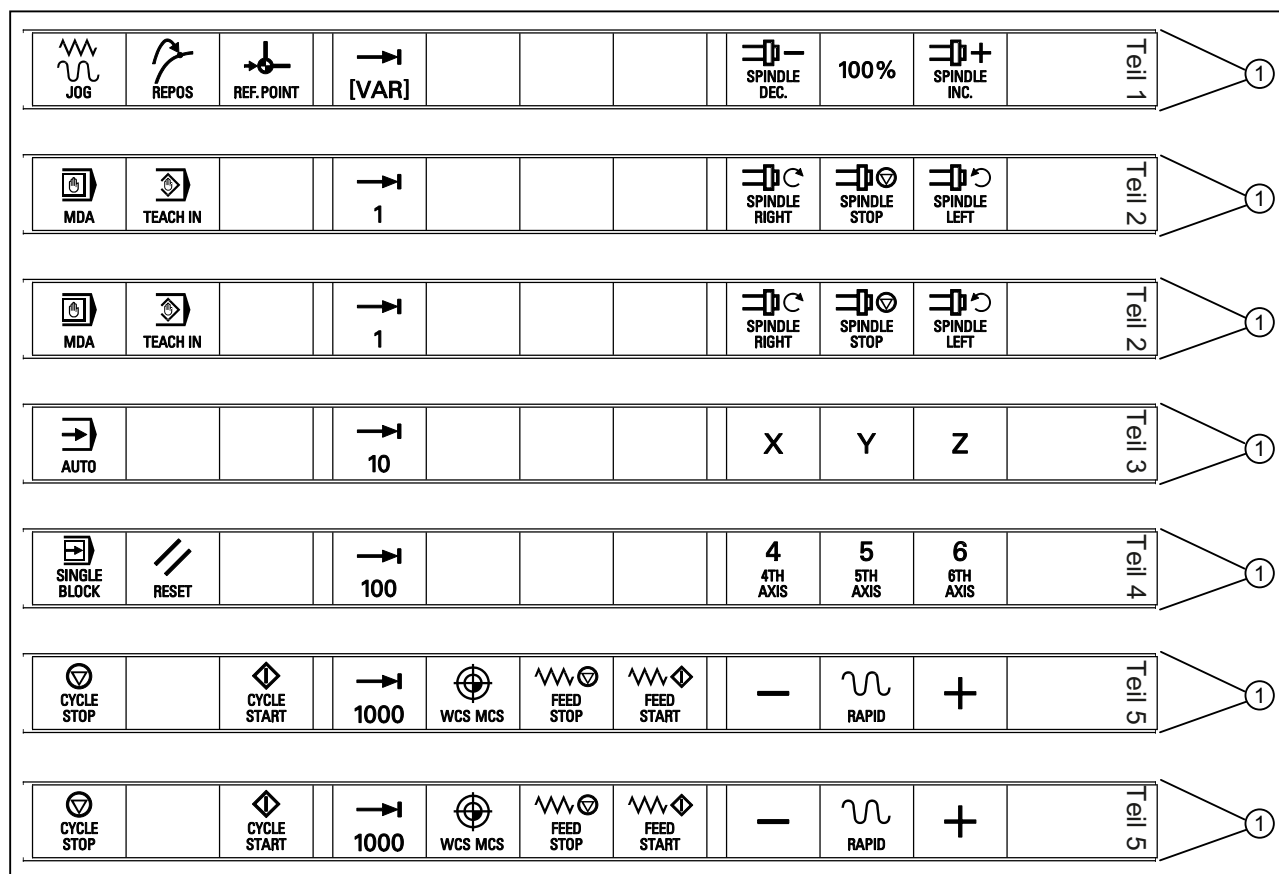 JOG REPOS REF. POINT [VAR] SPINDLE DEC. 100% SPINDLE INC. Teil 1 1
MDA TEACH IN 1 SPINDLE RIGHT SPINDLE STOP SPINDLE LEFT Teil 2 1
MDA TEACH IN 1 SPINDLE RIGHT SPINDLE STOP SPINDLE LEFT Teil 2 1
AUTO 10 X Y Z Teil 3 1
SINGLE BLOCK RESET 100 4 4TH AXIS 5 5TH AXIS 6 6TH AXIS Teil 4 1
CYCLE STOP CYCLE START 1000 WCS MCS FEED STOP FEED START − RAPID + Teil 5 1
CYCLE STOP CYCLE START 1000 WCS MCS FEED STOP FEED START − RAPID + Teil 5 1